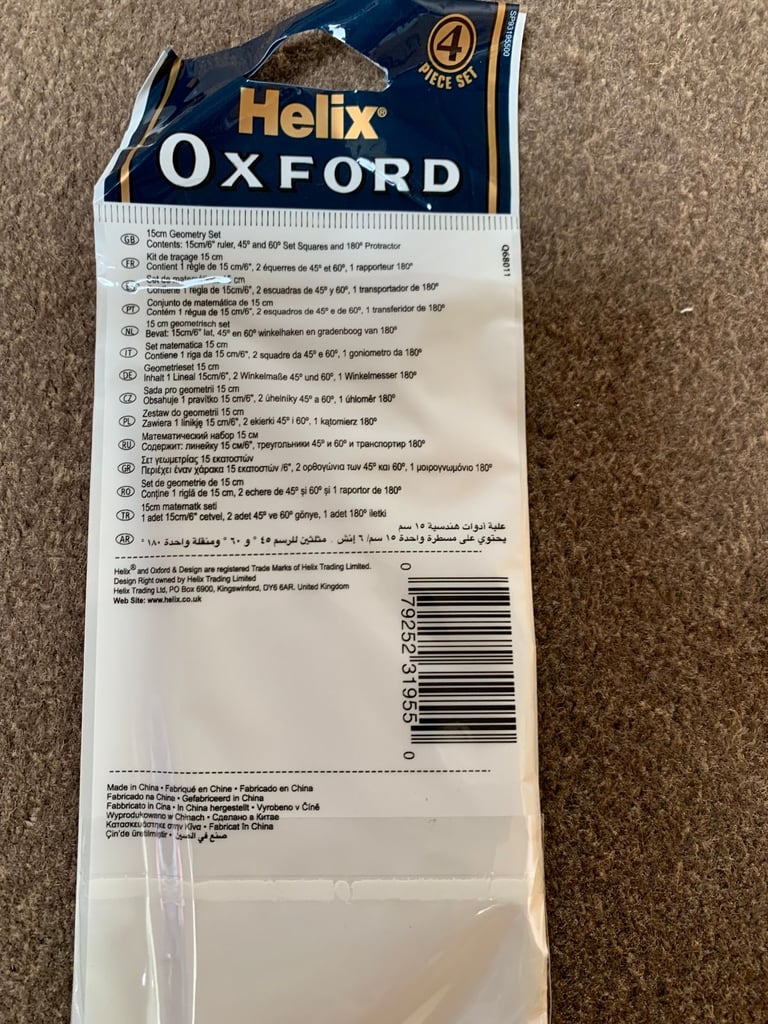 4
PIECE SET
SP93195500
Helix®
OXFORD
Q68011
GB 15cm Geometry Set
Contents: 15cm/6" ruler, 45º and 60º Set Squares and 180º Protractor
FR Kit de traçage 15 cm
Contient 1 règle de 15 cm/6", 2 équerres de 45º et 60º, 1 rapporteur 180º
Set de cm
Contiene 1 regla de 15 cm/6", 2 escuadras de 45º y 60º, 1 transportador de 180º
PT Conjunto de matemática de 15 cm
Contém 1 régua de 15 cm/6", 2 esquadros de 45º e de 60º, 1 transferidor de 180º
NL 15 cm geometrisch set
Bevat: 15cm/6" lat, 45º en 60º winkelhaken en gradenboog van 180º
IT Set matematica 15 cm
Contiene 1 riga da 15 cm/6", 2 squadre da 45º e 60º, 1 goniometro da 180º
DE Geometrieset 15 cm
Inhalt 1 Lineal 15cm/6", 2 Winkelmaße 45º und 60º, 1 Winkelmesser 180º
CZ Sada pro geometrii 15 cm
Obsahuje 1 pravítko 15 cm/6", 2 úhelníky 45º a 60º, 1 úhloměr 180º
PL Zestaw do geometrii 15 cm
Zawiera 1 linikję 15 cm/6", 2 ekierki 45º i 60º, 1 kątomierz 180º
RU Математический набор 15 см
Содержит: линейку 15 см/6", треугольники 45º и 60º и транспортир 180º
GR Σετ γεωμετρίας 15 εκατοστών
Περιέχει έναν χάρακα 15 εκατοστών /6", 2 ορθογώνια των 45º και 60º, 1 μοιρογνωμόνιο 180º
RO Set de geometrie de 15 cm
Conține 1 riglă de 15 cm, 2 echere de 45º și 60º și 1 raportor de 180º
TR 15cm matematk seti
1 adet 15cm/6" cetvel, 2 adet 45º ve 60º gönye, 1 adet 180º iletki
علبة أدوات هندسية ١٥ سم
AR يحتوي على مسطرة واحدة ١٥ سم/ ٦ إنش . مثلثين للرسم ٤٥ ° و ٦٠ ° ومنقلة واحدة ١٨٠ °
Helix® and Oxford & Design are registered Trade Marks of Helix Trading Limited.
Design Right owned by Helix Trading Limited
Helix Trading Ltd, PO Box 6900, Kingswinford, DY6 6AR. United Kingdom
Web Site: www.helix.co.uk
0 79252 31955 0
Made in China • Fabriqué en Chine • Fabricado en China
Fabricado na China • Gefabriceerd in China
Fabbricato in Cina • In China hergestellt • Vyrobeno v Číně
Wyprodukowano w Chinach • Сделано в Китае
Κατασκευάστηκε στην Κίνα • Fabricat în China
Çin'de üretilmiştir • صنع في الصين